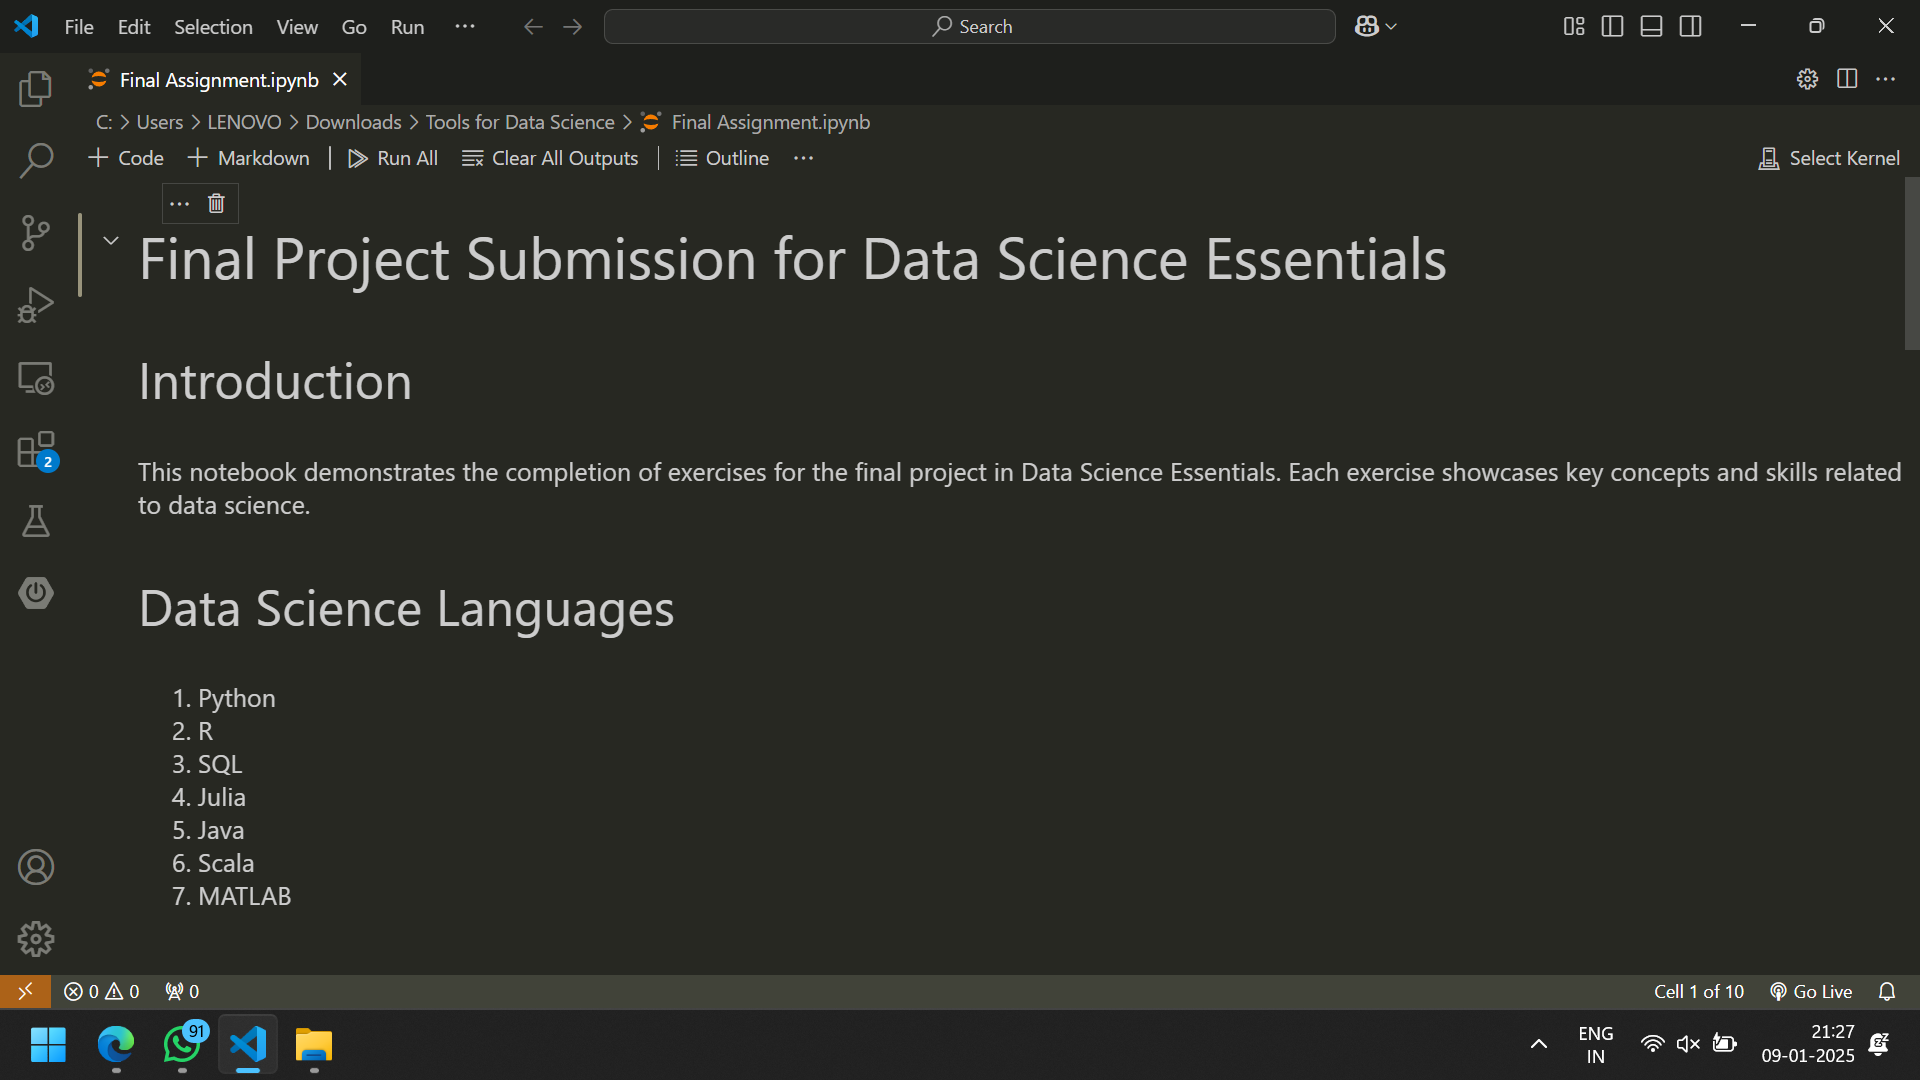 File Edit Selection View Go Run ···
Search
Final Assignment.ipynb
C: > Users > LENOVO > Downloads > Tools for Data Science > Final Assignment.ipynb
+ Code + Markdown | Run All Clear All Outputs | Outline ···
Select Kernel
Final Project Submission for Data Science Essentials
Introduction
This notebook demonstrates the completion of exercises for the final project in Data Science Essentials. Each exercise showcases key concepts and skills related
to data science.
Data Science Languages
1. Python
2. R
3. SQL
4. Julia
5. Java
6. Scala
7. MATLAB
2
0 0 0
Cell 1 of 10 Go Live
91
ENG
IN
21:27
09-01-2025